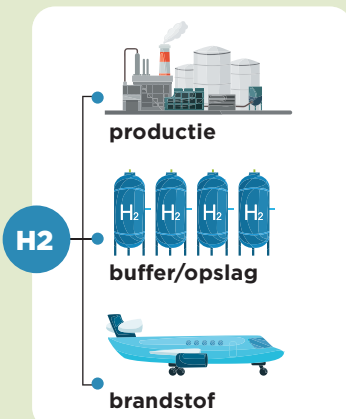 productie
H2 H2 H2 H2
buffer/opslag
H2
brandstof